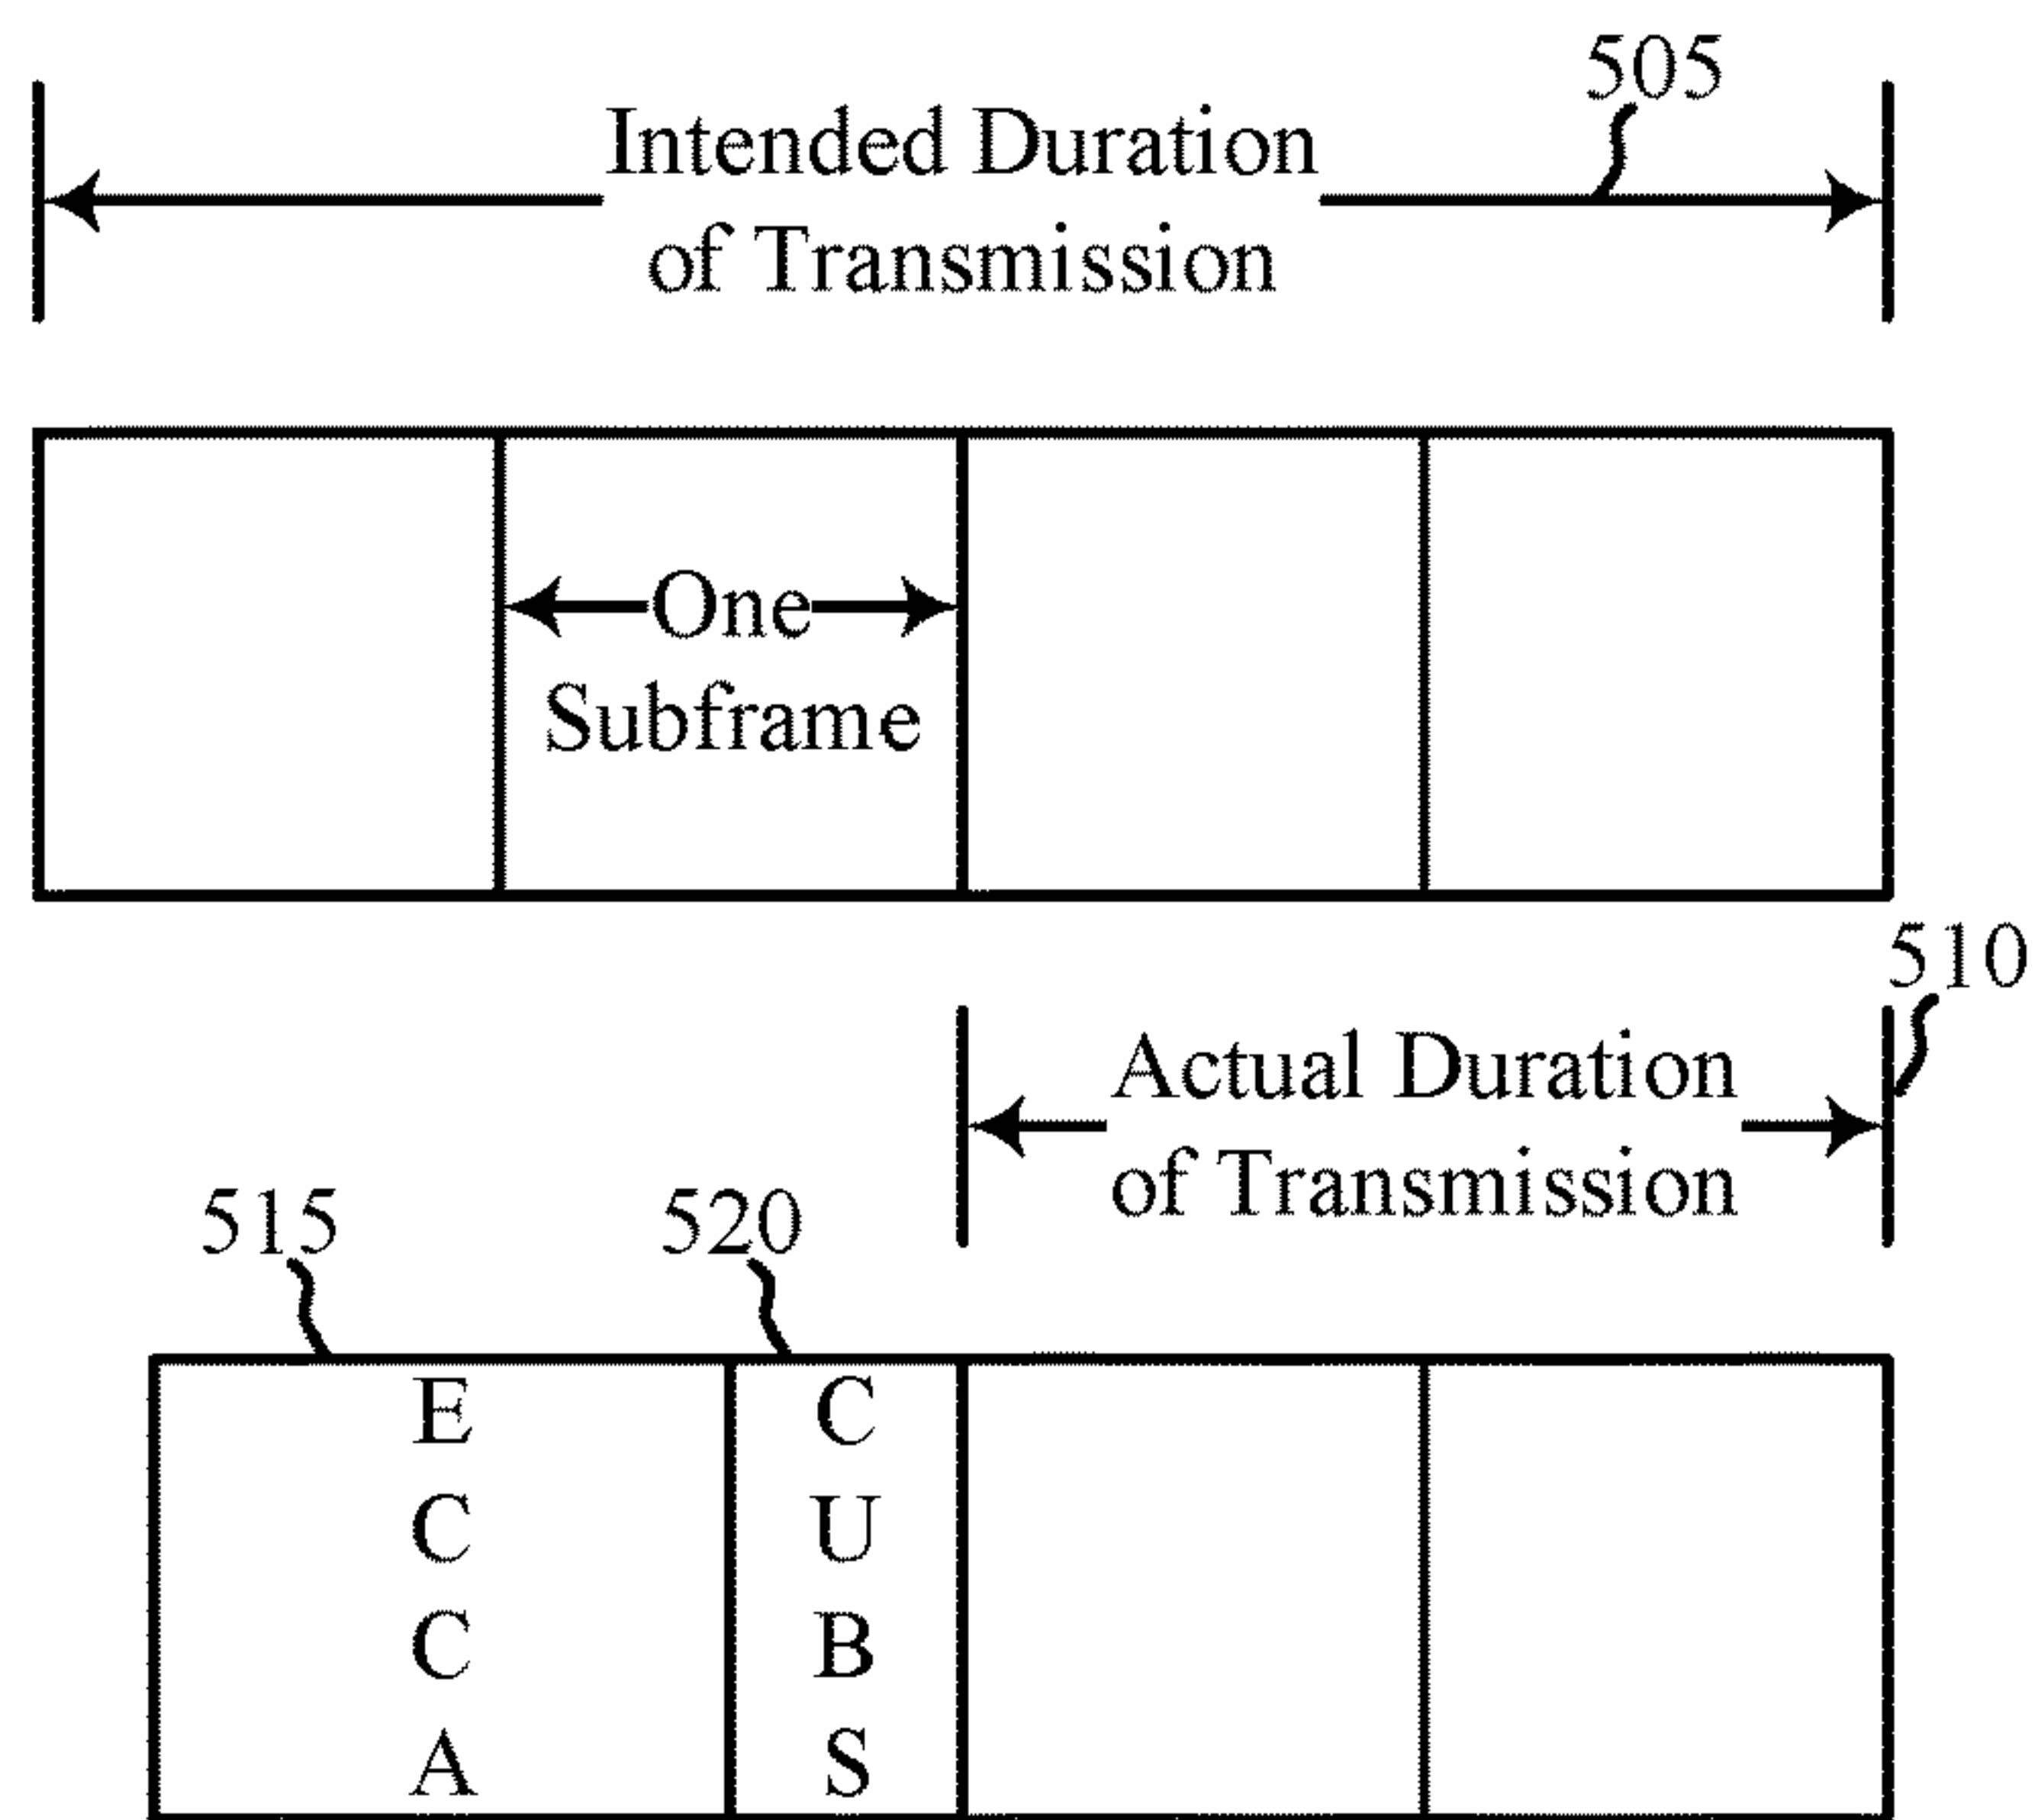 505
Intended Duration
of Transmission
One
Subframe
510
Actual Duration
of Transmission
515
520
E
C
C
A
C
U
B
S